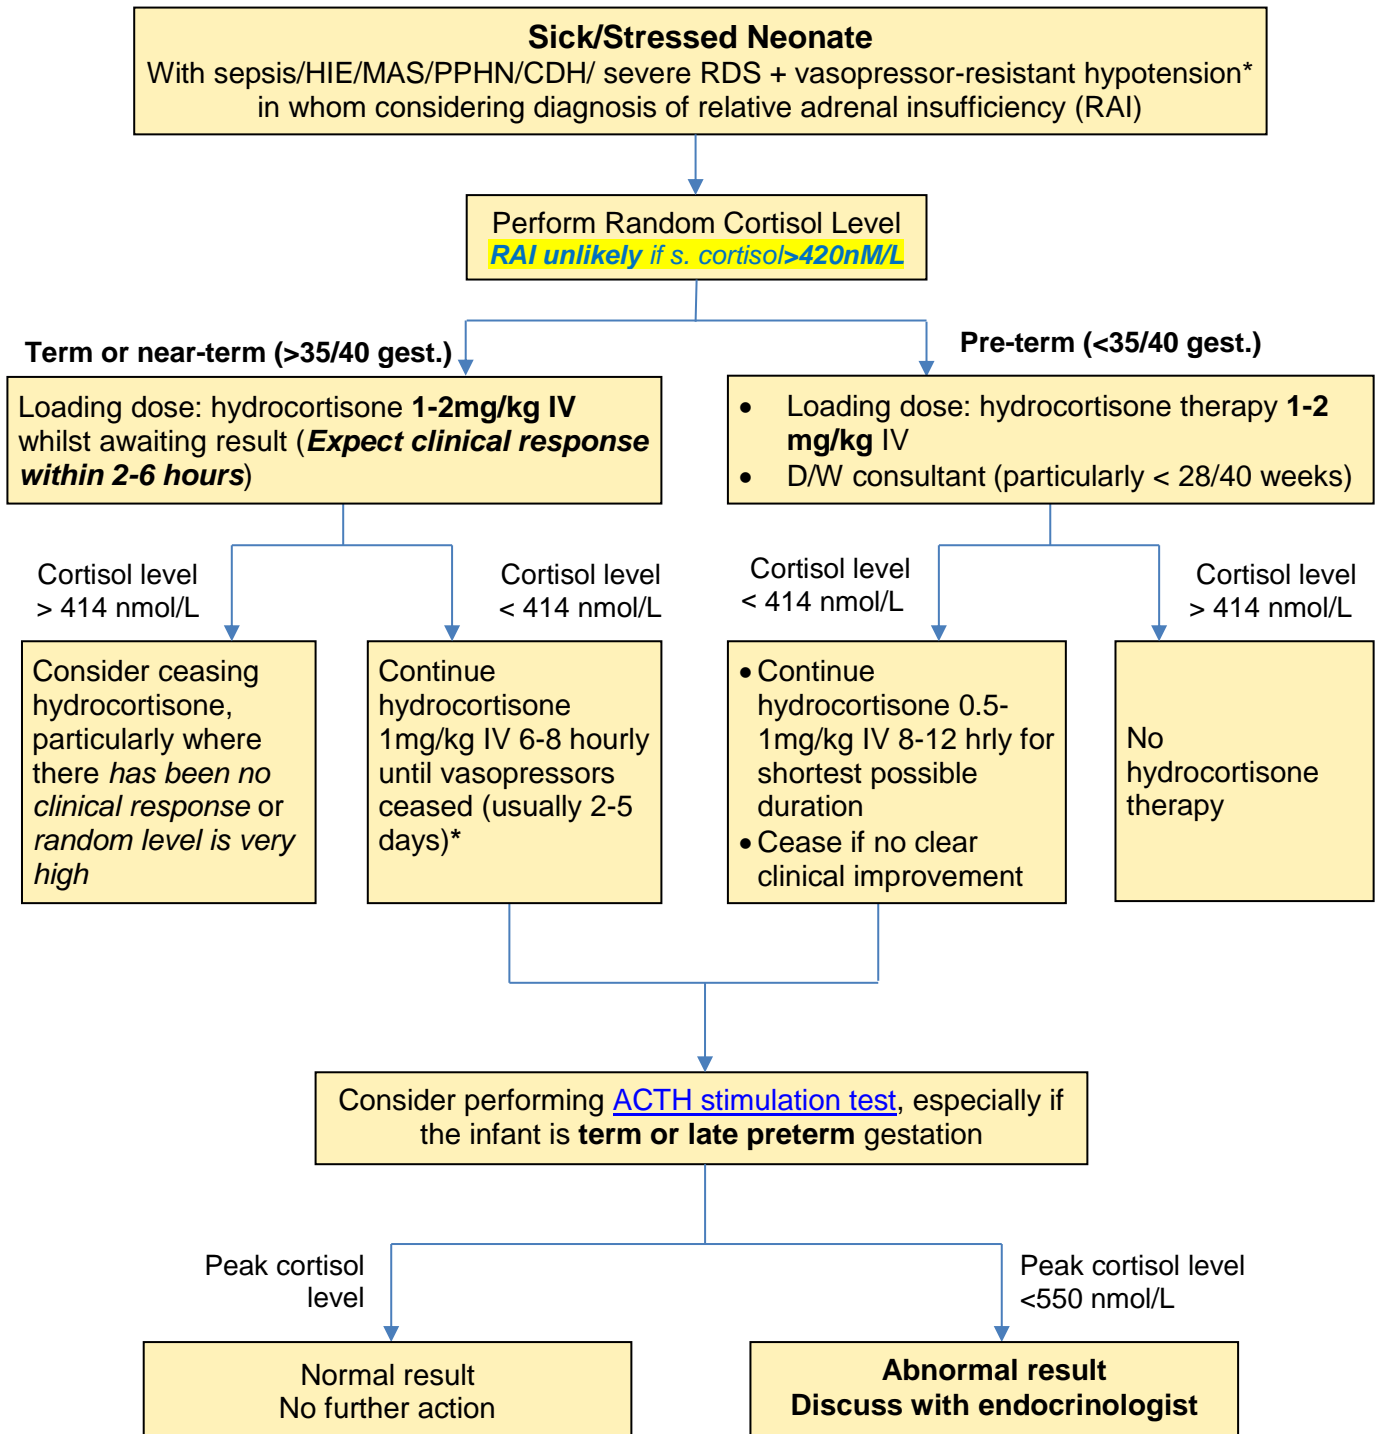 Sick/Stressed Neonate
With sepsis/HIE/MAS/PPHN/CDH/ severe RDS + vasopressor-resistant hypotension*
in whom considering diagnosis of relative adrenal insufficiency (RAI)
Perform Random Cortisol Level
RAI unlikely if s. cortisol>420nM/L
Term or near-term (>35/40 gest.)
Pre-term (<35/40 gest.)
Loading dose: hydrocortisone 1-2mg/kg IV
whilst awaiting result (Expect clinical response
within 2-6 hours)
• Loading dose: hydrocortisone therapy 1-2
mg/kg IV
• D/W consultant (particularly < 28/40 weeks)
Cortisol level
> 414 nmol/L
Cortisol level
< 414 nmol/L
Cortisol level
< 414 nmol/L
Cortisol level
> 414 nmol/L
Consider ceasing
hydrocortisone,
particularly where
there has been no
clinical response or
random level is very
high
Continue
hydrocortisone
1mg/kg IV 6-8 hourly
until vasopressors
ceased (usually 2-5
days)*
• Continue
hydrocortisone 0.5-
1mg/kg IV 8-12 hrly for
shortest possible
duration
• Cease if no clear
clinical improvement
No
hydrocortisone
therapy
Consider performing ACTH stimulation test, especially if
the infant is term or late preterm gestation
Peak cortisol
level
Peak cortisol level
<550 nmol/L
Normal result
No further action
Abnormal result
Discuss with endocrinologist